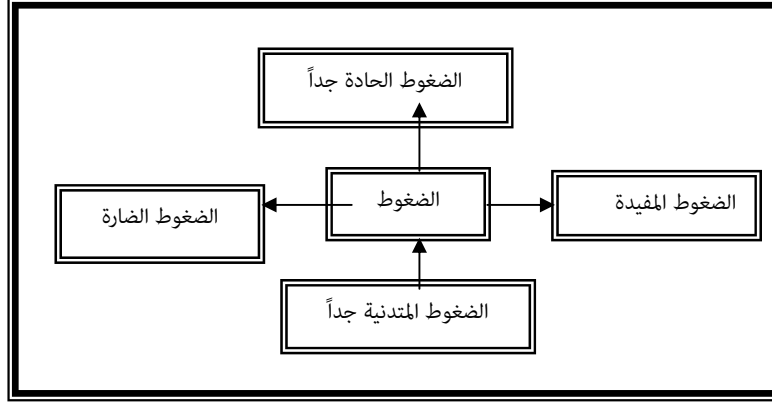 الضغوط الحادة جداً
الضغوط المفيدة
الضغوط
الضغوط الضارة
الضغوط المتدنية جداً